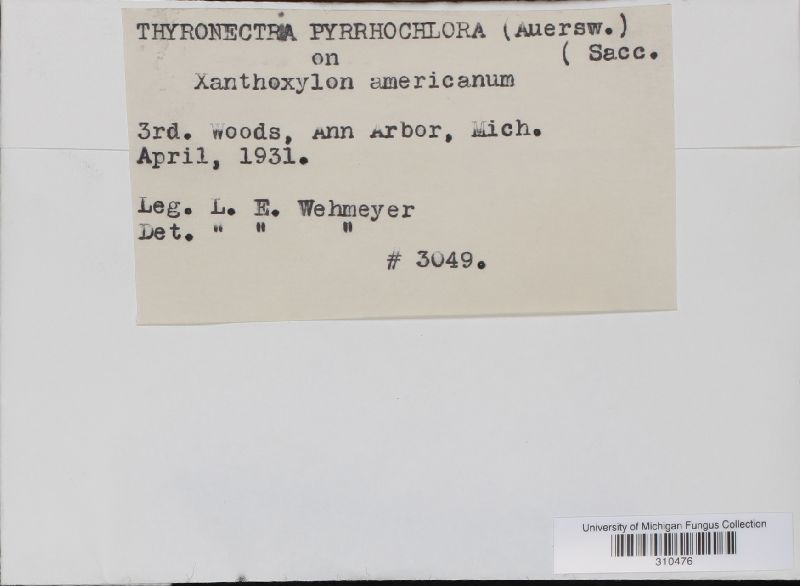 THYRONECTRIA PYRRHOCHLORA (Auersw.)
on ( Sacc.
Xanthoxylon americanum
3rd. Woods, Ann Arbor, Mich.
April, 1931.
Leg. L. E. Wehmeyer
Det. " " "
# 3049.
University of Michigan Fungus Collection
310476